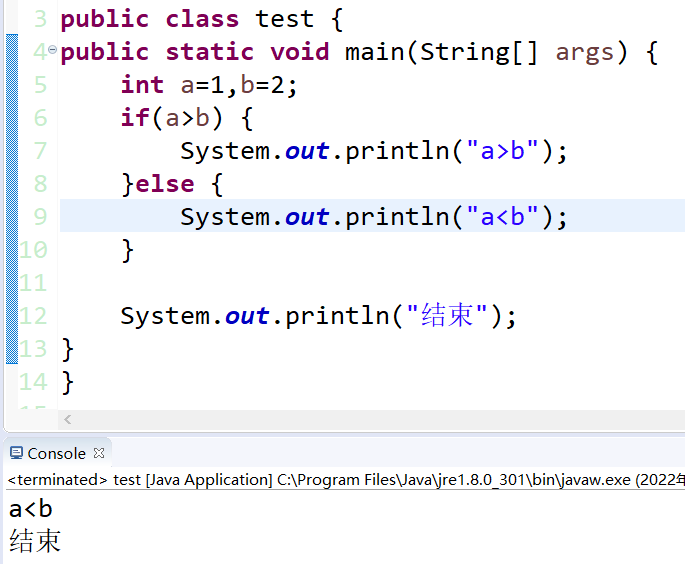 3 public class test {
4 public static void main(String[] args) {
5 int a=1,b=2;
6 if(a>b) {
7 System.out.println("a>b");
8 }else {
9 System.out.println("a<b");
10 }
11
12 System.out.println("结束");
13 }
14 }
Console
<terminated> test [Java Application] C:\Program Files\Java\jre1.8.0_301\bin\javaw.exe (2022年
a<b
结束